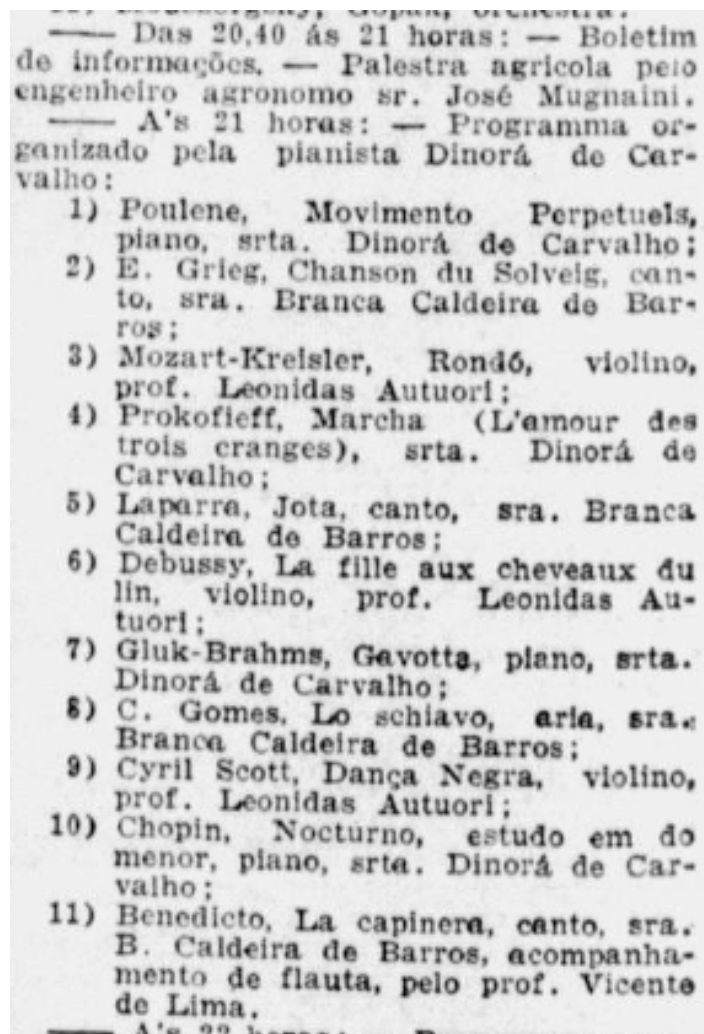 —— Das 20,40 ás 21 horas: — Boletim
de informações. — Palestra agricola pelo
engenheiro agronomo sr. José Mugnaini.
—— A's 21 horas: — Programma or-
ganizado pela pianista Dinorá de Car-
valho:
1) Poulene, Movimento Perpetuels,
piano, srta. Dinorá de Carvalho;
2) E. Grieg, Chanson du Solveig, can-
to, sra. Branca Caldeira de Bar-
ros;
3) Mozart-Kreisler, Rondó, violino,
prof. Leonidas Autuori;
4) Prokofieff, Marcha (L'amour des
trois cranges), srta. Dinorá de
Carvalho;
5) Laparra, Jota, canto, sra. Branca
Caldeira de Barros;
6) Debussy, La fille aux cheveaux du
lin, violino, prof. Leonidas Au-
tuori;
7) Gluk-Brahms, Gavotta, piano, srta.
Dinorá de Carvalho;
8) C. Gomes, Lo schiavo, aria, sra.
Branca Caldeira de Barros;
9) Cyril Scott, Dança Negra, violino,
prof. Leonidas Autuori;
10) Chopin, Nocturno, estudo em do
menor, piano, srta. Dinorá de Car-
valho;
11) Benedicto, La capinera, canto, sra.
B. Caldeira de Barros, acompanha-
mento de flauta, pelo prof. Vicente
de Lima.